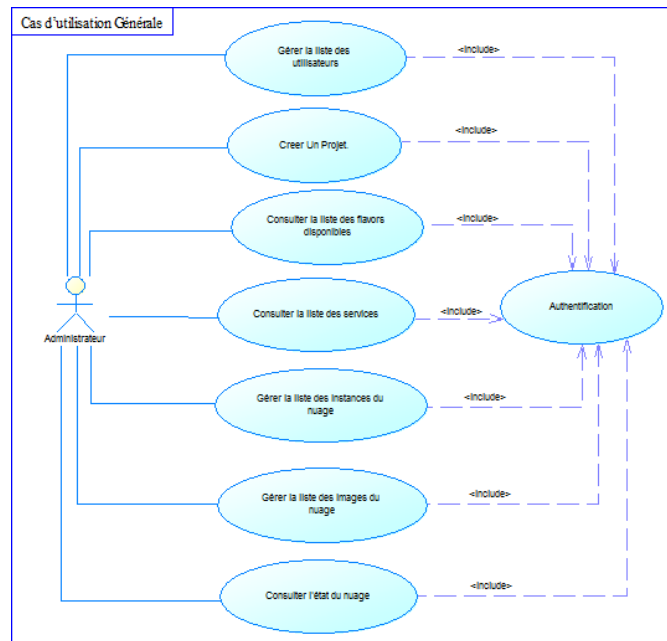 Cas d'utilisation Générale
Gérer la liste des
utilisateurs
<Include>
Creer Un Projet.
<Include>
Consulter la liste des flavors
disponibles
<Include>
Authentification
Consulter la liste des services
<Include>
Administrateur
Gérer la liste des Instances du
nuage
<Include>
Gérer la liste des Images du
nuage
<Include>
Consulter l'état du nuage
<Include>